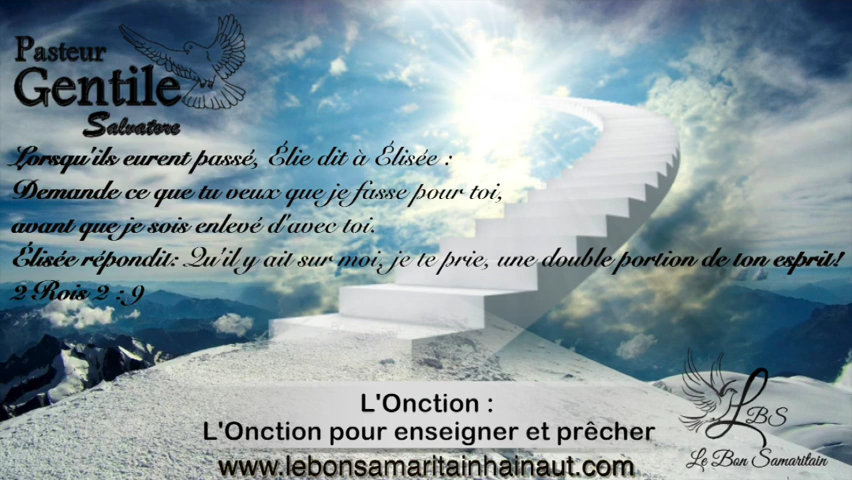 Pasteur
Gentile
Salvatore
Lorsqu'ils eurent passé, Élie dit à Élisée :
Demande ce que tu veux que je fasse pour toi,
avant que je sois enlevé d'avec toi.
Élisée répondit: Qu'il y ait sur moi, je te prie, une double portion de ton esprit!
2 Rois 2 : 9
L'Onction :
L'Onction pour enseigner et prêcher
www.lebonsamaritainhainaut.com
LBS
Le Bon Samaritain